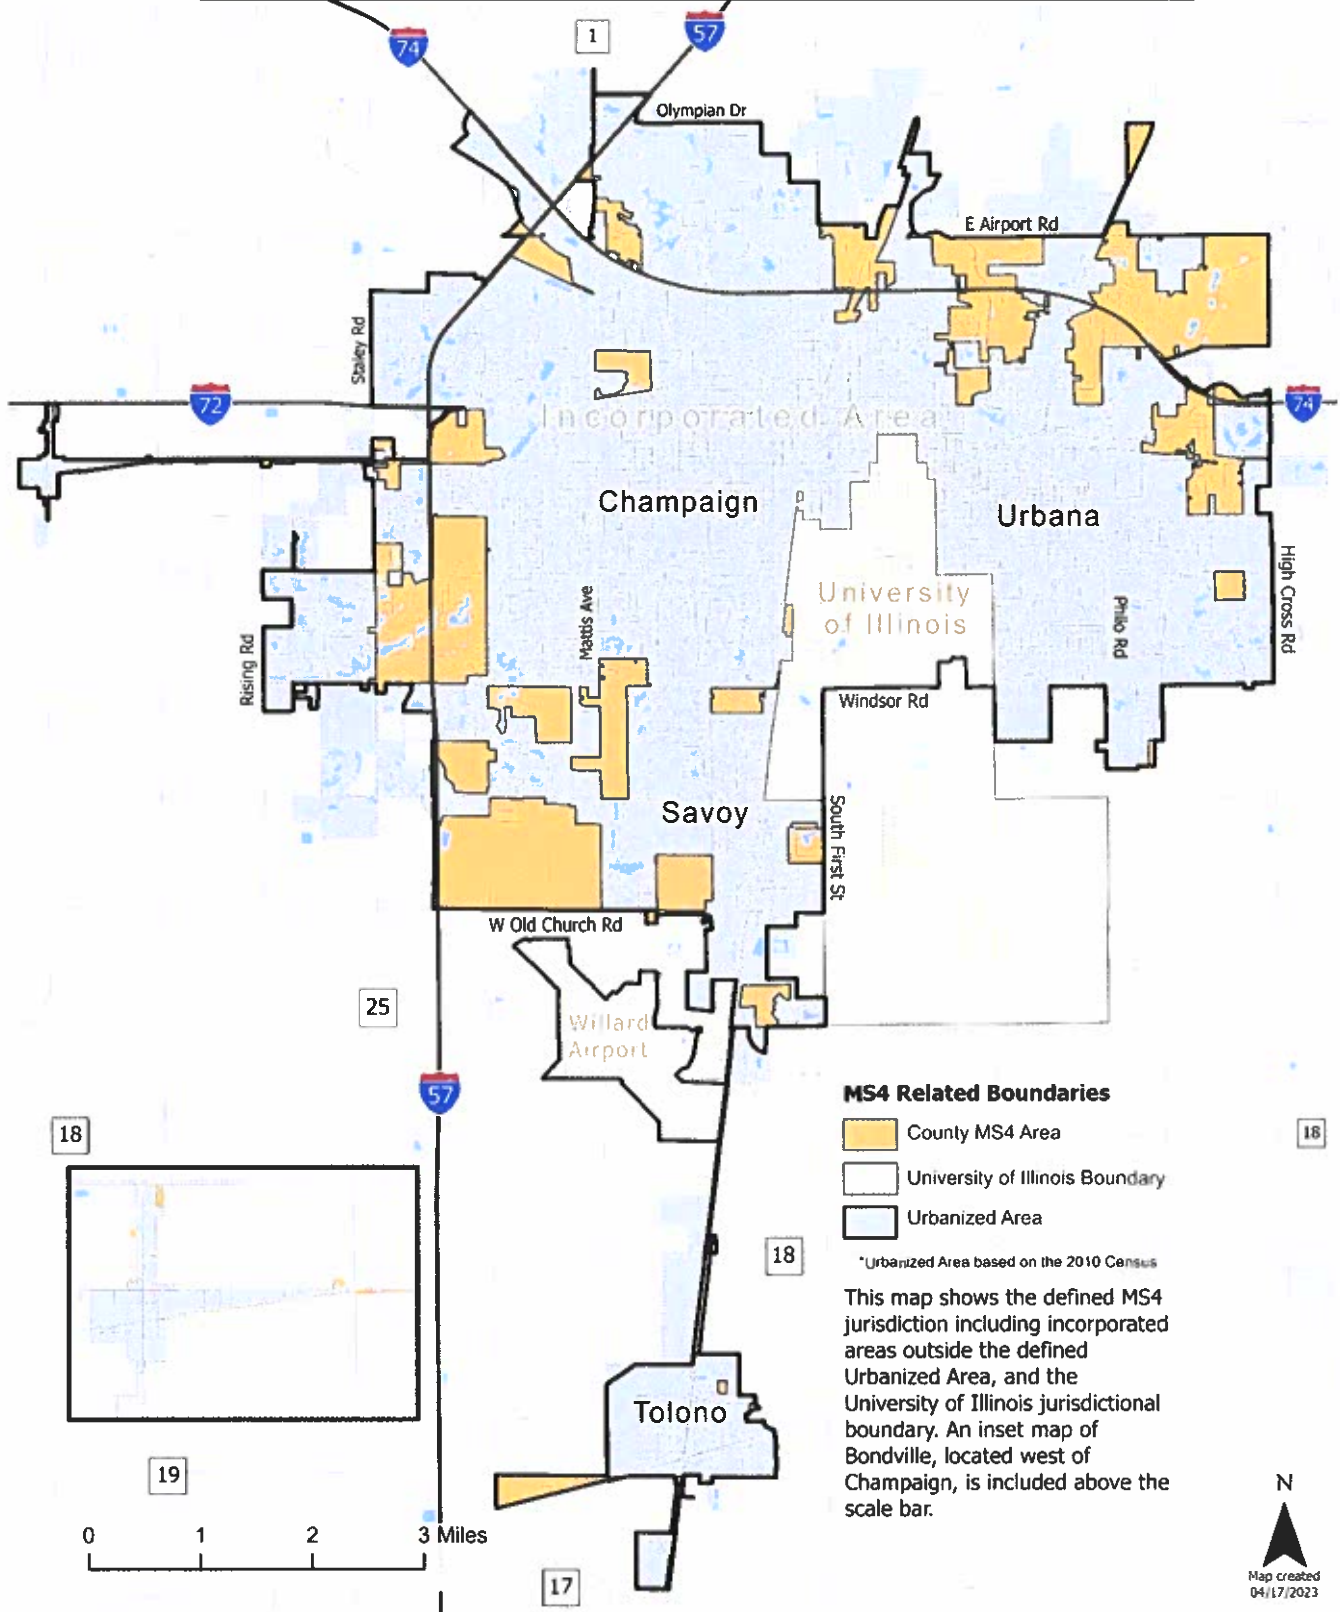 74
1
57
Olympian Dr
E Airport Rd
Staley Rd
72
74
Incorporated Area
Champaign
Urbana
University
of Illinois
Mattis Ave
Philo Rd
High Cross Rd
Rising Rd
Windsor Rd
Savoy
South First St
W Old Church Rd
25
Willard
Airport
57
18
MS4 Related Boundaries
County MS4 Area
University of Illinois Boundary
Urbanized Area
*Urbanized Area based on the 2010 Census
18
18
This map shows the defined MS4
jurisdiction including incorporated
areas outside the defined
Urbanized Area, and the
University of Illinois jurisdictional
boundary. An inset map of
Bondville, located west of
Champaign, is included above the
scale bar.
Tolono
19
0 1 2 3 Miles
17
N
Map created
04/17/2023